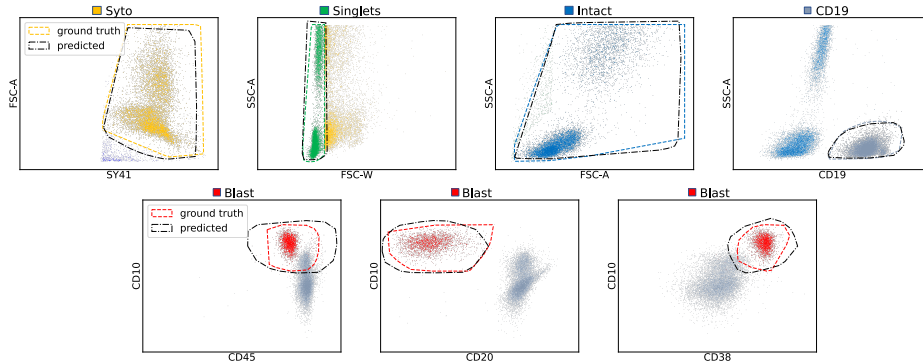 Syto
ground truth
predicted
FSC-A
SY41
Singlets
SSC-A
FSC-W
Intact
SSC-A
FSC-A
CD19
SSC-A
CD19
Blast
ground truth
predicted
CD10
CD45
Blast
CD10
CD20
Blast
CD10
CD38